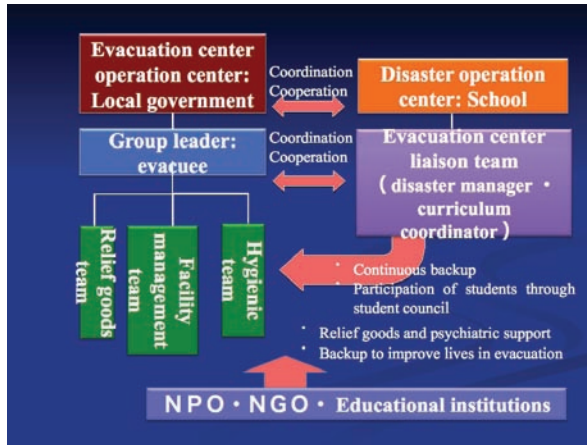 Evacuation center
operation center:
Local government
Coordination
Cooperation
Disaster operation
center: School
Group leader:
evacuee
Coordination
Cooperation
Evacuation center
liaison team
( disaster manager・
curriculum
coordinator )
Relief goods
team
Facility
management
team
Hygienic
team
・ Continuous backup
・ Participation of students through
student council
・ Relief goods and psychiatric support
・ Backup to improve lives in evacuation
NPO・NGO・Educational institutions